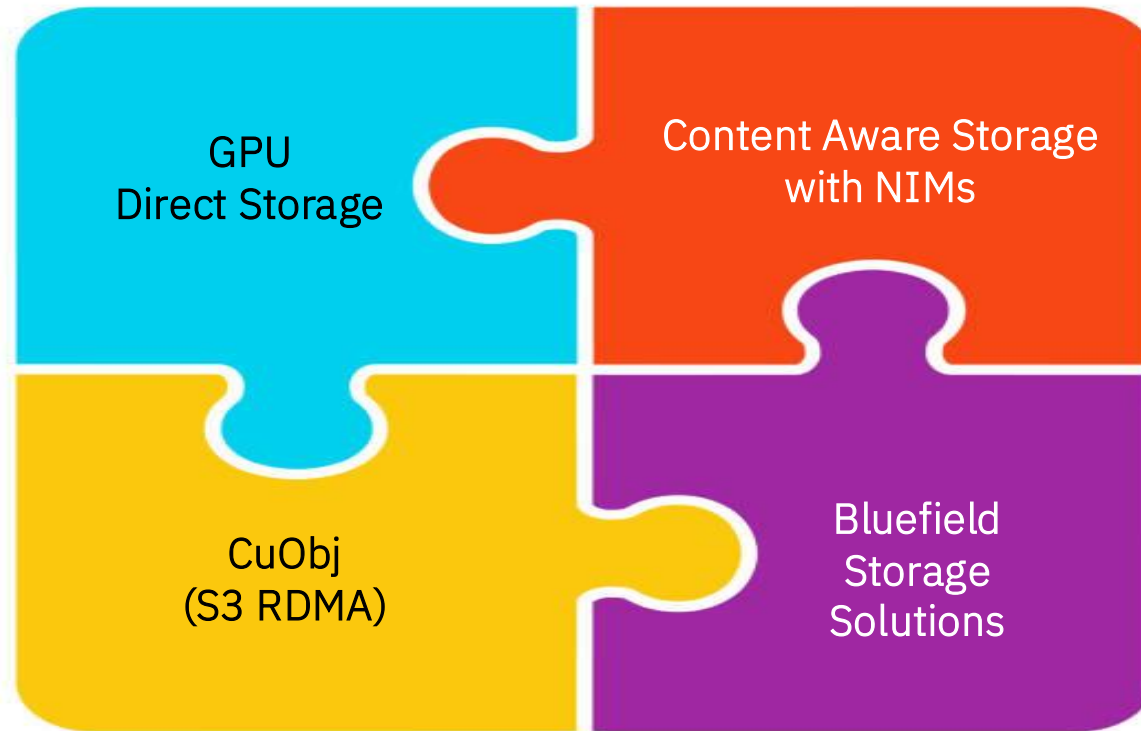 GPU
Direct Storage
Content Aware Storage
with NIMs
CuObj
(S3 RDMA)
Bluefield
Storage
Solutions